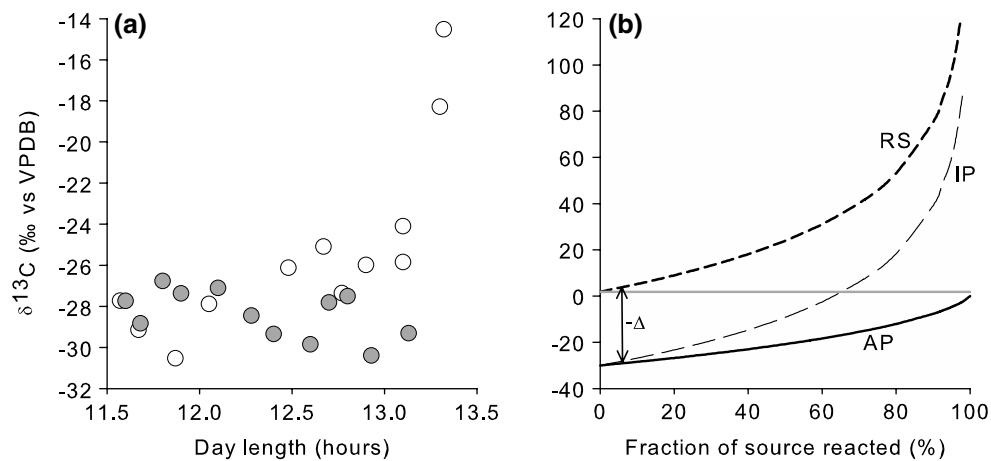 (a)
-14
-16
-18
-20
-22
-24
-26
-28
-30
-32
11.5 12.0 12.5 13.0 13.5
Day length (hours)
δ13C (‰ vs VPDB)
(b)
120
100
80
60
40
20
0
-20
-40
RS
IP
-Δ
AP
0 20 40 60 80 100
Fraction of source reacted (%)